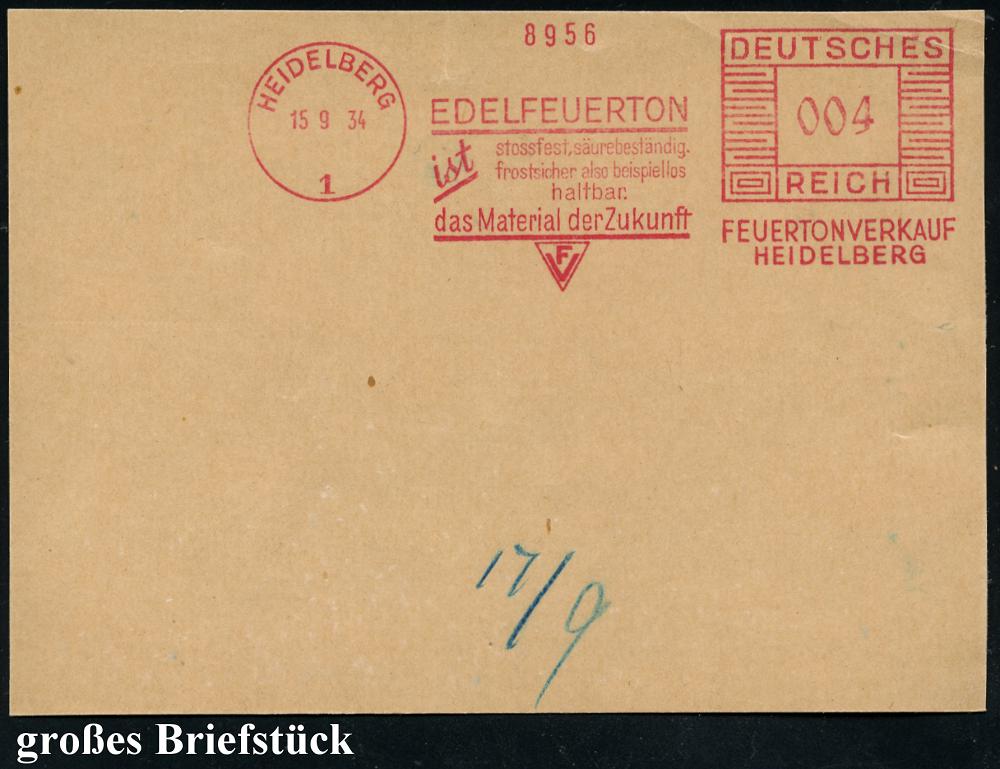 8956
HEIDELBERG
15 9 34
1
EDELFEUERTON
ist
stossfest, säurebeständig.
frostsicher also beispiellos
haltbar.
das Material der Zukunft
FV
DEUTSCHES
004
REICH
FEUERTONVERKAUF
HEIDELBERG
17/9
großes Briefstück